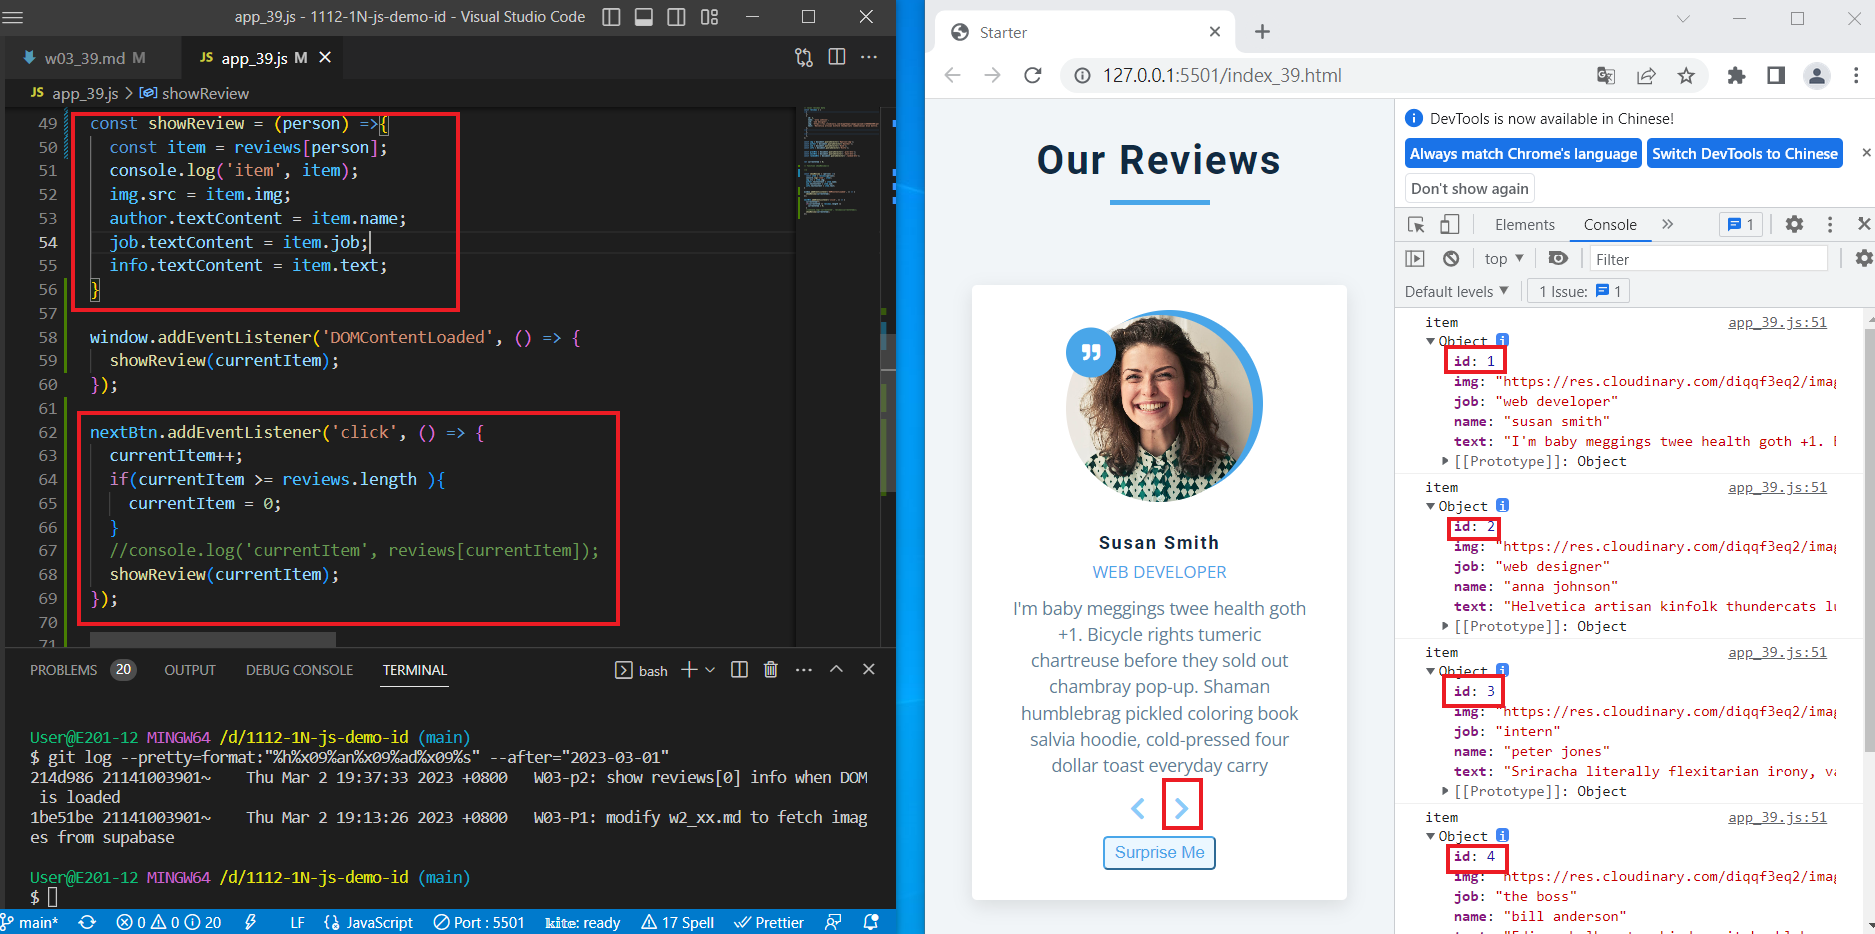 app_39.js - 1112-1N-js-demo-id - Visual Studio Code
w03_39.md M
JS app_39.js M
JS app_39.js > showReview
49 const showReview = (person) =>{
50 const item = reviews[person];
51 console.log('item', item);
52 img.src = item.img;
53 author.textContent = item.name;
54 job.textContent = item.job;
55 info.textContent = item.text;
56 }
57
58 window.addEventListener('DOMContentLoaded', () => {
59 showReview(currentItem);
60 });
61
62 nextBtn.addEventListener('click', () => {
63 currentItem++;
64 if(currentItem >= reviews.length ){
65 currentItem = 0;
66 }
67 //console.log('currentItem', reviews[currentItem]);
68 showReview(currentItem);
69 });
70
71
PROBLEMS 20 OUTPUT DEBUG CONSOLE TERMINAL bash
User@E201-12 MINGW64 /d/1112-1N-js-demo-id (main)
$ git log --pretty=format:"%h%x09%an%x09%ad%x09%s" --after="2023-03-01"
214d986 21141003901~ Thu Mar 2 19:37:33 2023 +0800 W03-p2: show reviews[0] info when DOM
is loaded
1be51be 21141003901~ Thu Mar 2 19:13:26 2023 +0800 W03-P1: modify w2_xx.md to fetch imag
es from supabase
User@E201-12 MINGW64 /d/1112-1N-js-demo-id (main)
$
main* 0 0 20 LF JavaScript Port : 5501 kite: ready 17 Spell Prettier
Starter
127.0.0.1:5501/index_39.html
Our Reviews
Susan Smith
WEB DEVELOPER
I'm baby meggings twee health goth
+1. Bicycle rights tumeric
chartreuse before they sold out
chambray pop-up. Shaman
humblebrag pickled coloring book
salvia hoodie, cold-pressed four
dollar toast everyday carry
Surprise Me
DevTools is now available in Chinese!
Always match Chrome's language
Switch DevTools to Chinese
Don't show again
Elements Console 1
top Filter
Default levels 1 Issue: 1
item app_39.js:51
Object
id: 1
img: "https://res.cloudinary.com/diqqf3eq2/imag
job: "web developer"
name: "susan smith"
text: "I'm baby meggings twee health goth +1. B
[[Prototype]]: Object
item app_39.js:51
Object
id: 2
img: "https://res.cloudinary.com/diqqf3eq2/imag
job: "web designer"
name: "anna johnson"
text: "Helvetica artisan kinfolk thundercats lu
[[Prototype]]: Object
item app_39.js:51
Object
id: 3
img: "https://res.cloudinary.com/diqqf3eq2/imag
job: "intern"
name: "peter jones"
text: "Sriracha literally flexitarian irony, va
[[Prototype]]: Object
item app_39.js:51
Object
id: 4
img: "https://res.cloudinary.com/diqqf3eq2/imag
job: "the boss"
name: "bill anderson"